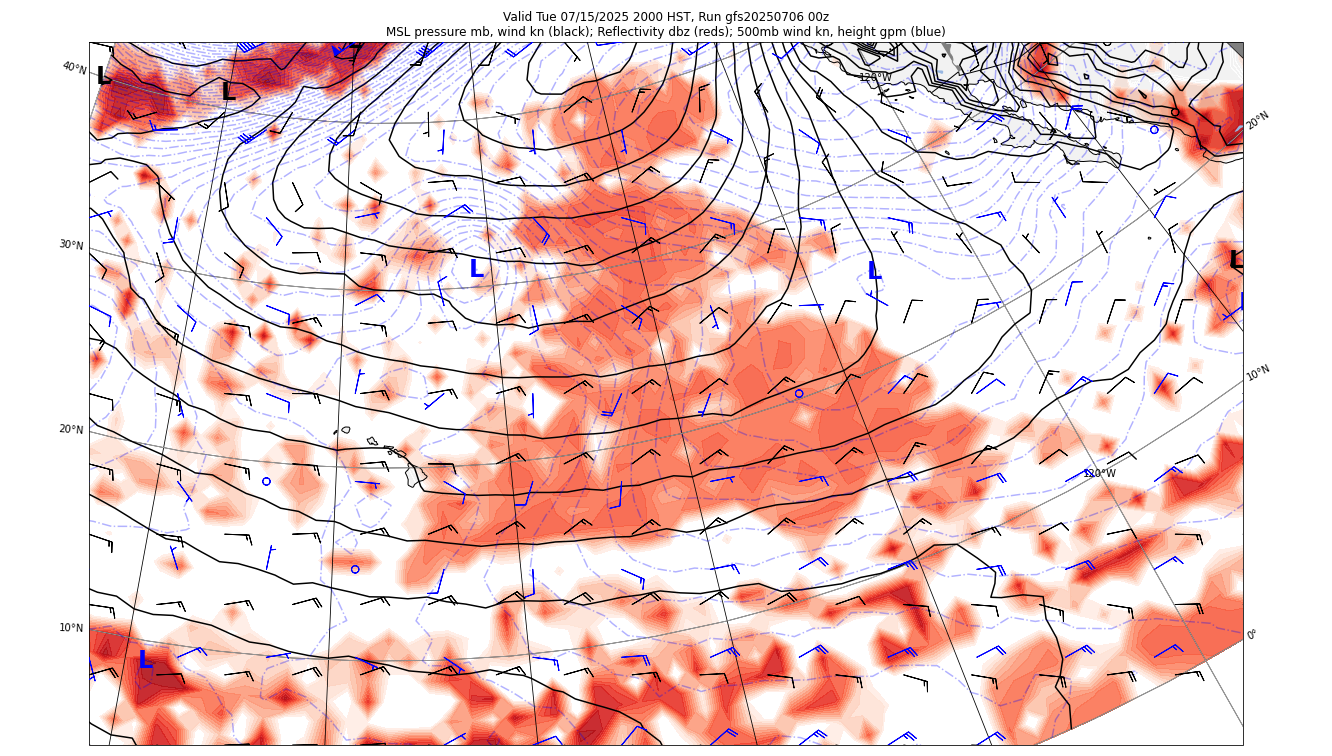 Valid Tue 07/15/2025 2000 HST, Run gfs20250706 00z
MSL pressure mb, wind kn (black); Reflectivity dbz (reds); 500mb wind kn, height gpm (blue)
40°N
L
L
120°W
20°N
30°N
L
L
L
10°N
20°N
120°W
10°N
0°
L